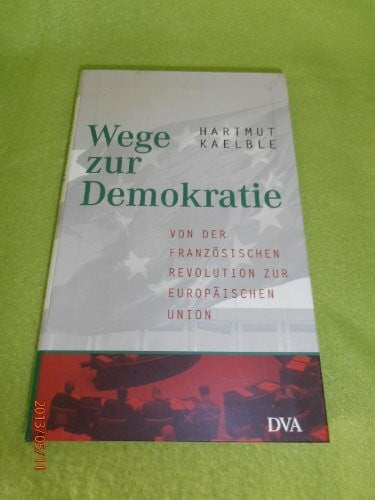 Wege
zur
Demokratie
HARTMUT
KAELBLE
VON DER
FRANZÖSISCHEN
REVOLUTION ZUR
EUROPÄISCHEN
UNION
DVA
2013/05/11